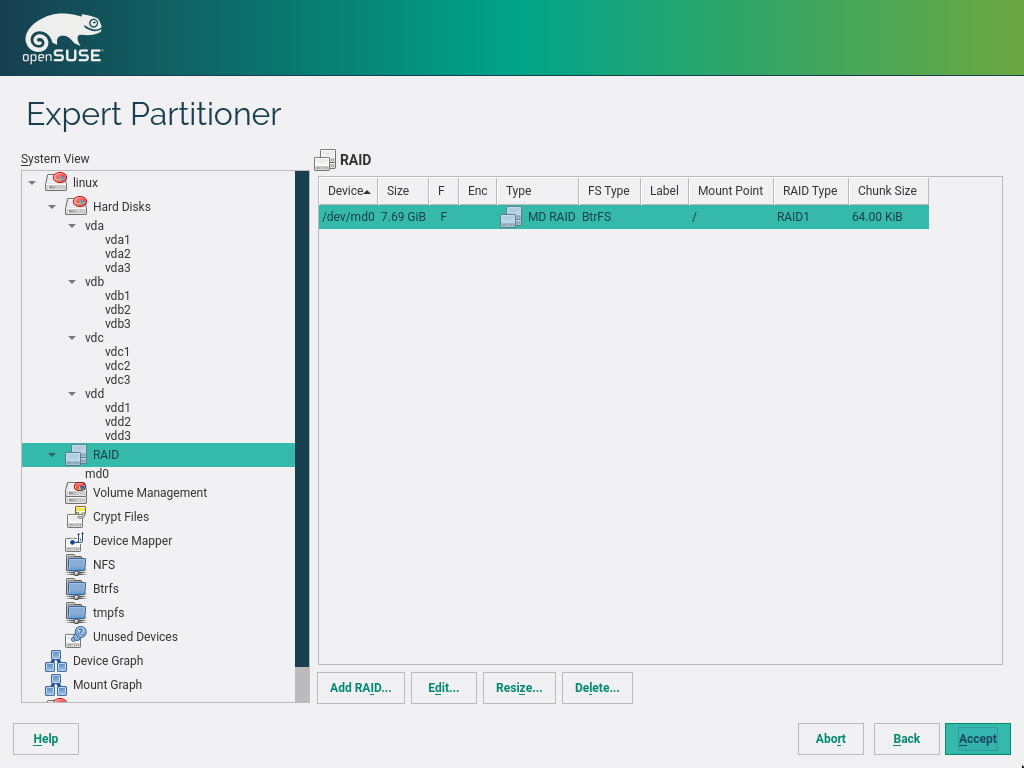 openSUSE
Expert Partitioner
System View
linux
Hard Disks
vda
vda1
vda2
vda3
vdb
vdb1
vdb2
vdb3
vdc
vdc1
vdc2
vdc3
vdd
vdd1
vdd2
vdd3
RAID
md0
Volume Management
Crypt Files
Device Mapper
NFS
Btrfs
tmpfs
Unused Devices
Device Graph
Mount Graph
RAID
Device Size F Enc Type FS Type Label Mount Point RAID Type Chunk Size
/dev/md0 7.69 GiB F MD RAID BtrFS / RAID1 64.00 KiB
Add RAID... Edit... Resize... Delete...
Help Abort Back Accept